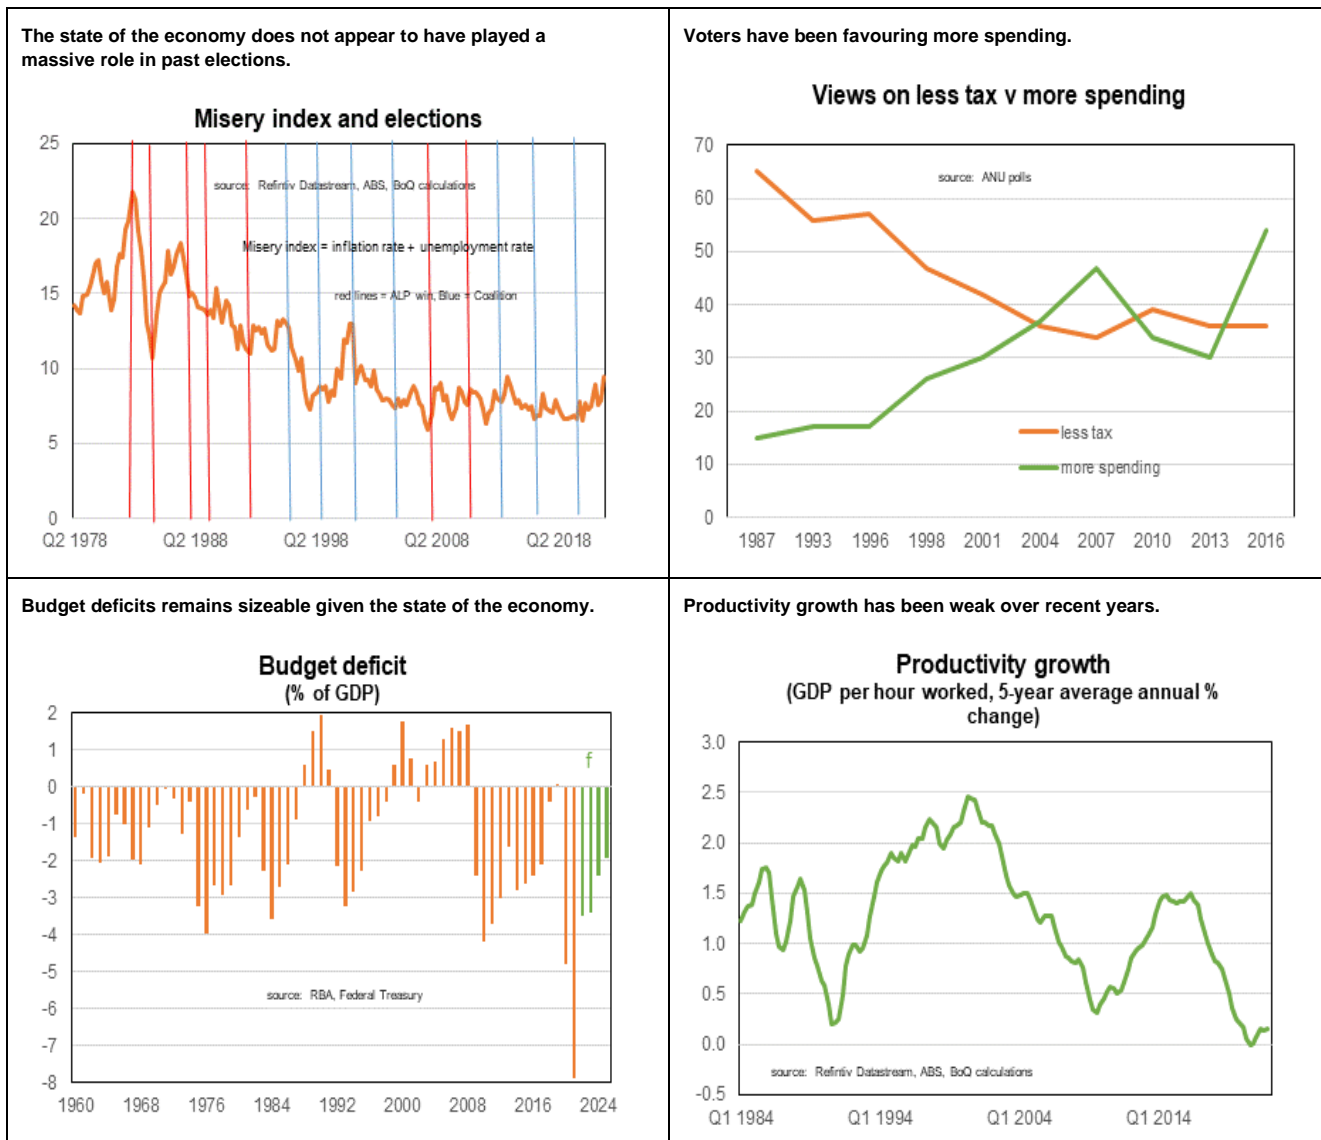 The state of the economy does not appear to have played a
massive role in past elections.
Misery index and elections
25
20
15
10
5
0
source: Refintiv Datastream, ABS, BoQ calculations
Misery index = inflation rate + unemployment rate
red lines = ALP win, Blue = Coalition
Q2 1978 Q2 1988 Q2 1998 Q2 2008 Q2 2018
Voters have been favouring more spending.
Views on less tax v more spending
70
60
50
40
30
20
10
0
source: ANU polls
less tax
more spending
1987 1993 1996 1998 2001 2004 2007 2010 2013 2016
Budget deficits remains sizeable given the state of the economy.
Budget deficit
(% of GDP)
2
1
0
-1
-2
-3
-4
-5
-6
-7
-8
f
source: RBA, Federal Treasury
1960 1968 1976 1984 1992 2000 2008 2016 2024
Productivity growth has been weak over recent years.
Productivity growth
(GDP per hour worked, 5-year average annual %
change)
3.0
2.5
2.0
1.5
1.0
0.5
0.0
-0.5
source: Refintiv Datastream, ABS, BoQ calculations
Q1 1984 Q1 1994 Q1 2004 Q1 2014